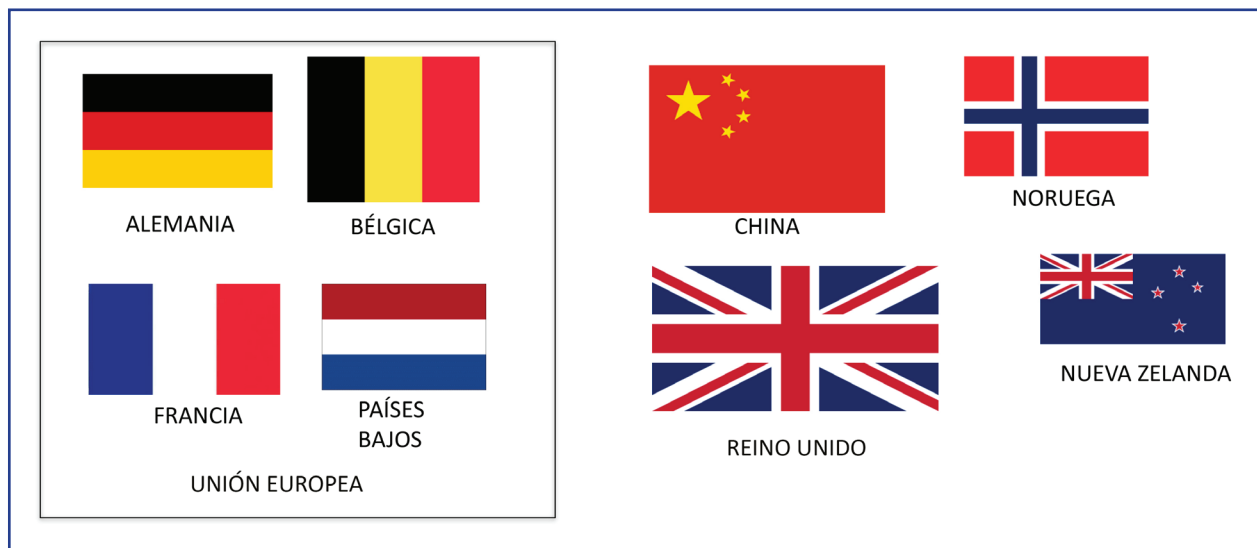 ALEMANIA
BÉLGICA
FRANCIA
PAÍSES
BAJOS
UNIÓN EUROPEA
CHINA
NORUEGA
REINO UNIDO
NUEVA ZELANDA